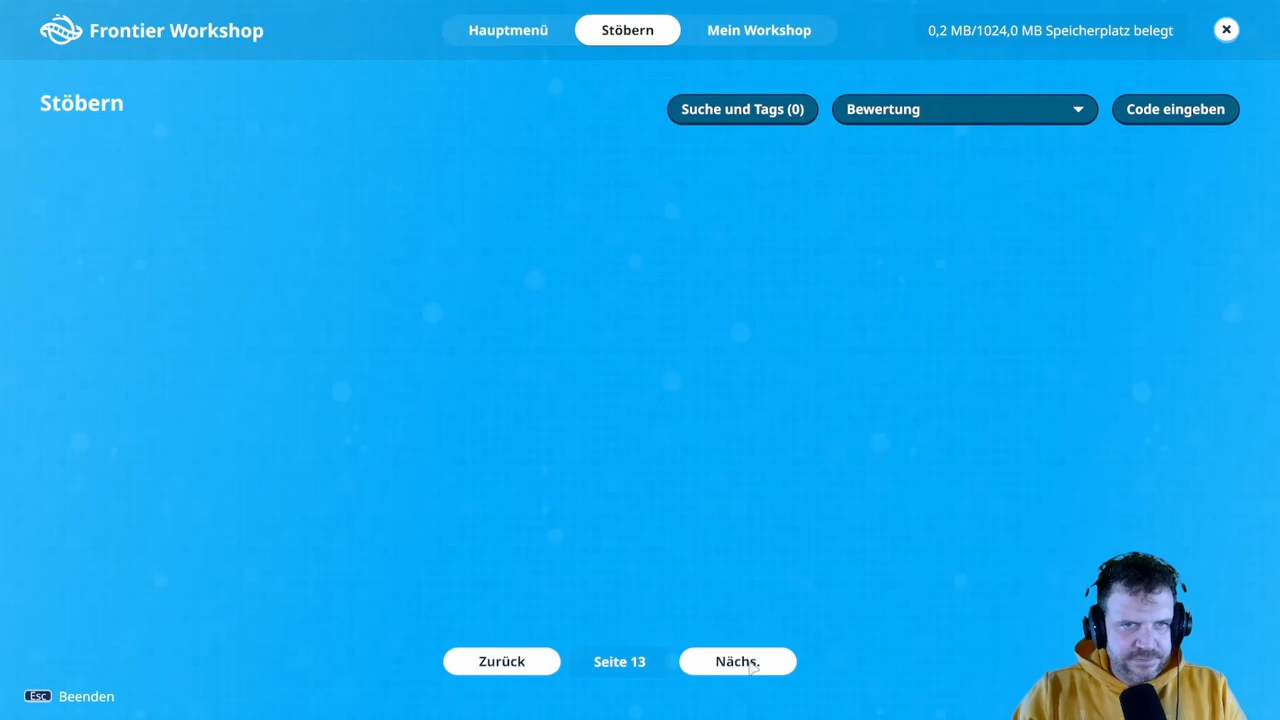 Frontier Workshop
Hauptmenü
Stöbern
Mein Workshop
0,2 MB/1024,0 MB Speicherplatz belegt
Stöbern
Suche und Tags (0)
Bewertung
Code eingeben
Zurück
Seite 13
Nächs.
Esc Beenden